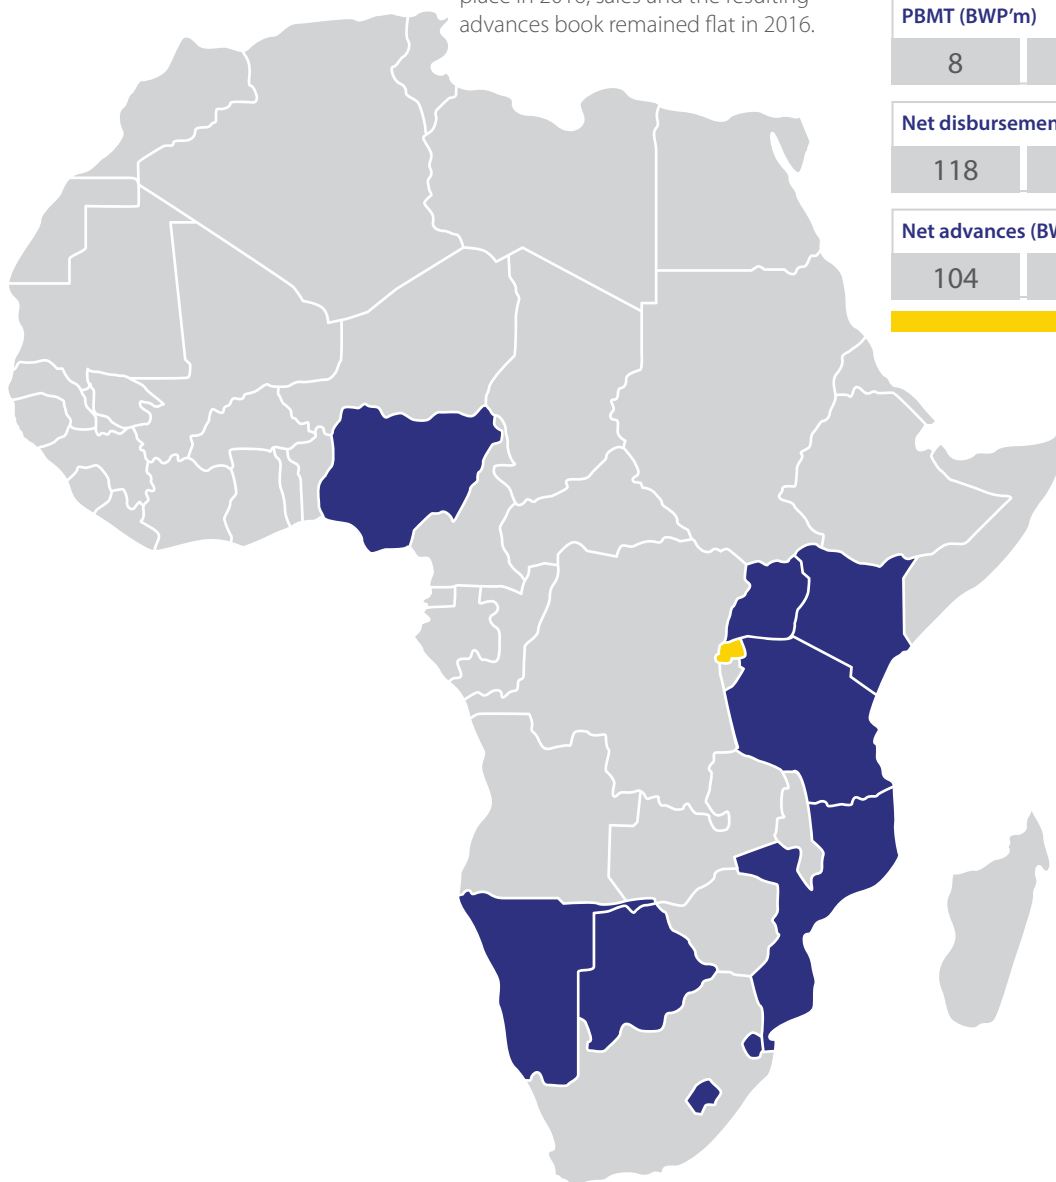 advances book remained flat in 2016.
PBMT (BWP'm)
8
Net disbursemen
118
Net advances (BW
104